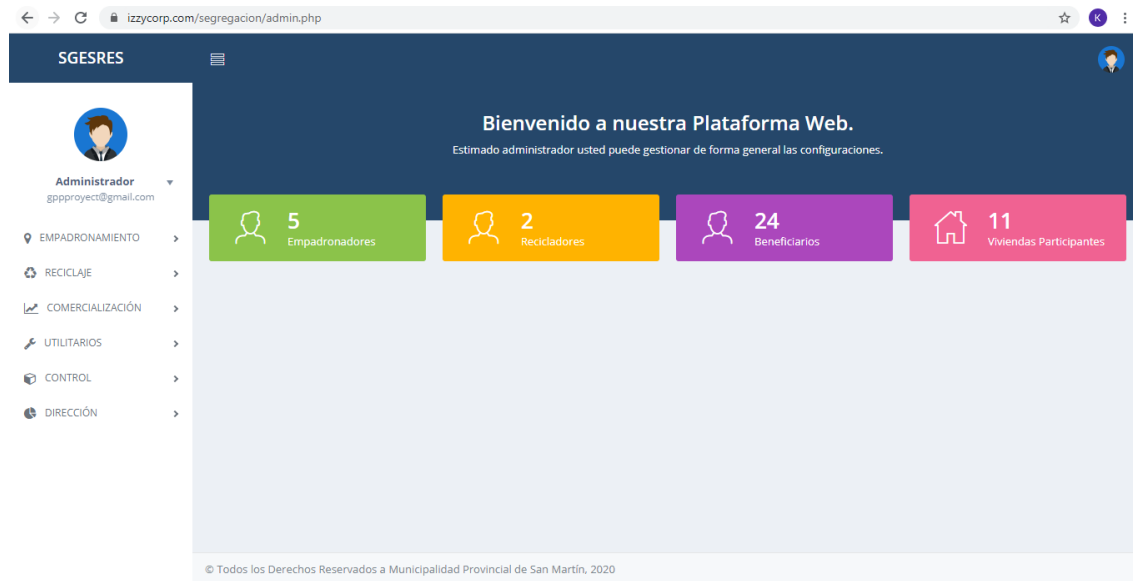 izzycorp.com/segregacion/admin.php
K
SGESRES
Bienvenido a nuestra Plataforma Web.
Estimado administrador usted puede gestionar de forma general las configuraciones.
Administrador
gppproyect@gmail.com
5
Empadronadores
2
Recicladores
24
Beneficiarios
11
Viviendas Participantes
EMPADRONAMIENTO
RECICLAJE
COMERCIALIZACIÓN
UTILITARIOS
CONTROL
DIRECCIÓN
© Todos los Derechos Reservados a Municipalidad Provincial de San Martín, 2020